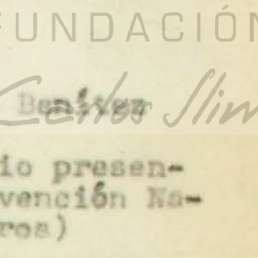 FUNDACIÓN
Benítez
Carlos Slim
io presen-
vención Na-
ros)